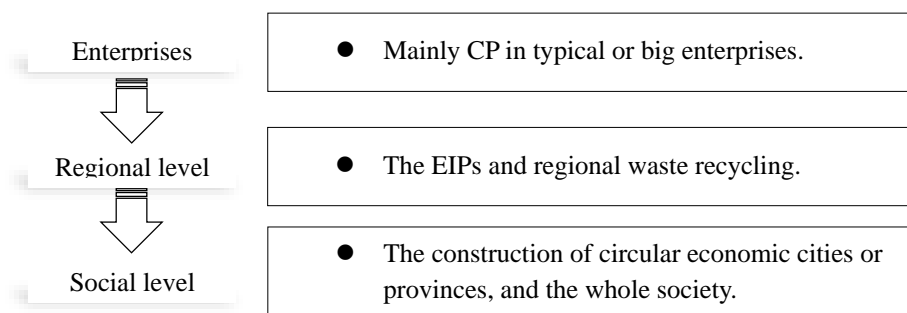 Enterprises
● Mainly CP in typical or big enterprises.
Regional level
● The EIPs and regional waste recycling.
Social level
● The construction of circular economic cities or
provinces, and the whole society.